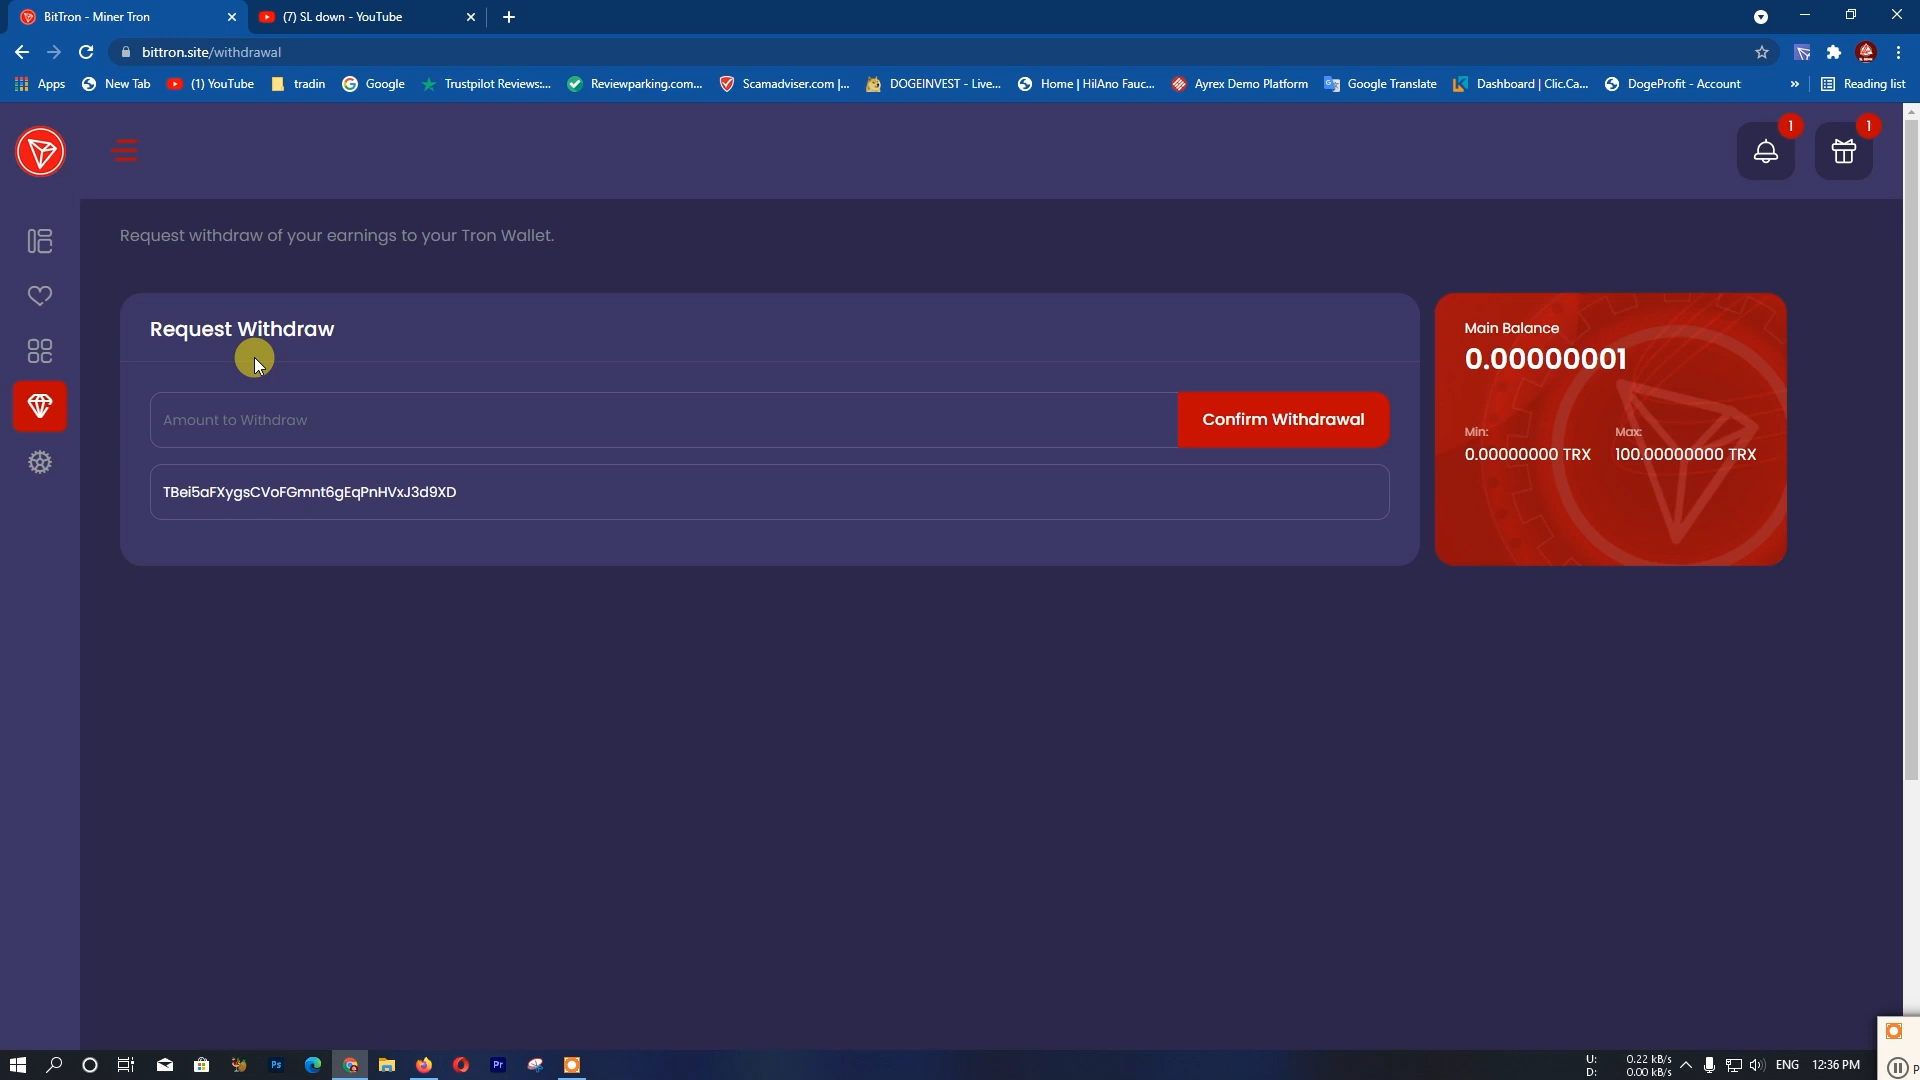 BitTron - Miner Tron
(7) SL down - YouTube
bittron.site/withdrawal
Apps
New Tab
(1) YouTube
tradin
Google
Trustpilot Reviews:...
Reviewparking.com...
Scamadviser.com |...
DOGEINVEST - Live...
Home | HilAno Fauc...
Ayrex Demo Platform
Google Translate
Dashboard | Clic.Ca...
DogeProfit - Account
»
Reading list
1
1
Request withdraw of your earnings to your Tron Wallet.
Request Withdraw
Amount to Withdraw
Confirm Withdrawal
TBei5aFXygsCVoFGmnt6gEqPnHVxJ3d9XD
Main Balance
0.00000001
Min:
Max:
0.00000000 TRX
100.00000000 TRX
Ps
Pr
U: 0.22 kB/s
D: 0.00 kB/s
ENG
12:36 PM
P